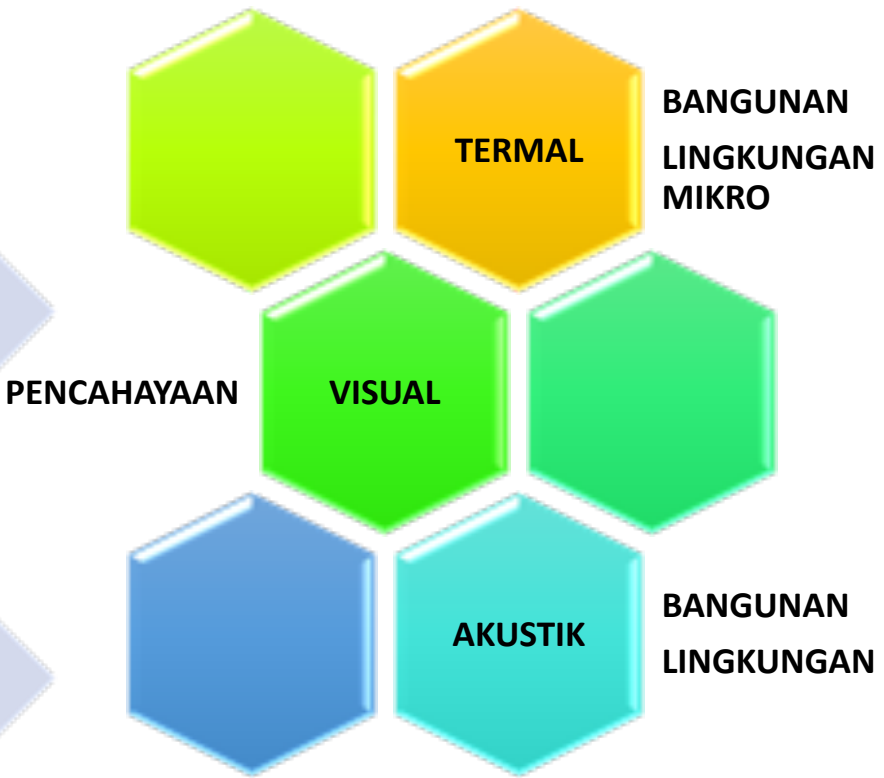 TERMAL
BANGUNAN
LINGKUNGAN
MIKRO
PENCAHAYAAN
VISUAL
AKUSTIK
BANGUNAN
LINGKUNGAN